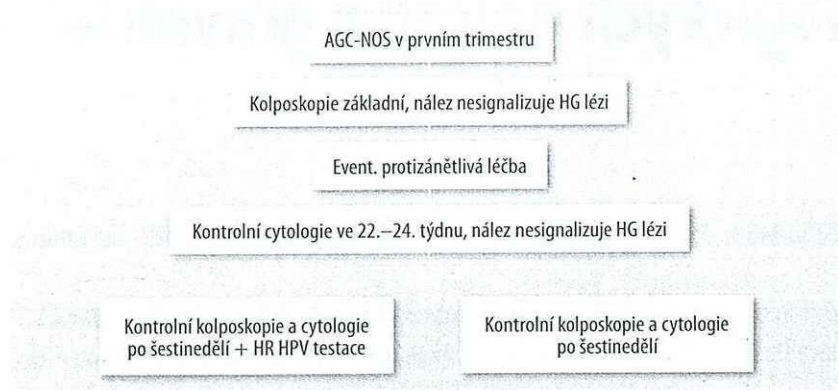 AGC-NOS v prvním trimestru
Kolposkopie základní, nález nesignalizuje HG lézi
Event. protizánětlivá léčba
Kontrolní cytologie ve 22.–24. týdnu, nález nesignalizuje HG lézi
Kontrolní kolposkopie a cytologie
po šestinedělí + HR HPV testace
Kontrolní kolposkopie a cytologie
po šestinedělí